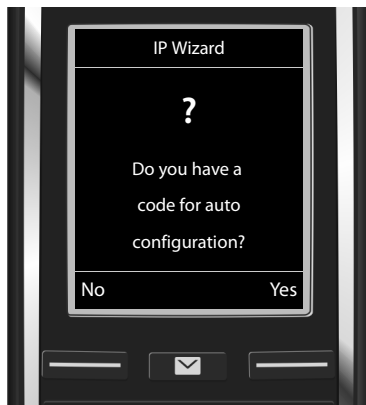 IP Wizard
?
Do you have a
code for auto
configuration?
No Yes